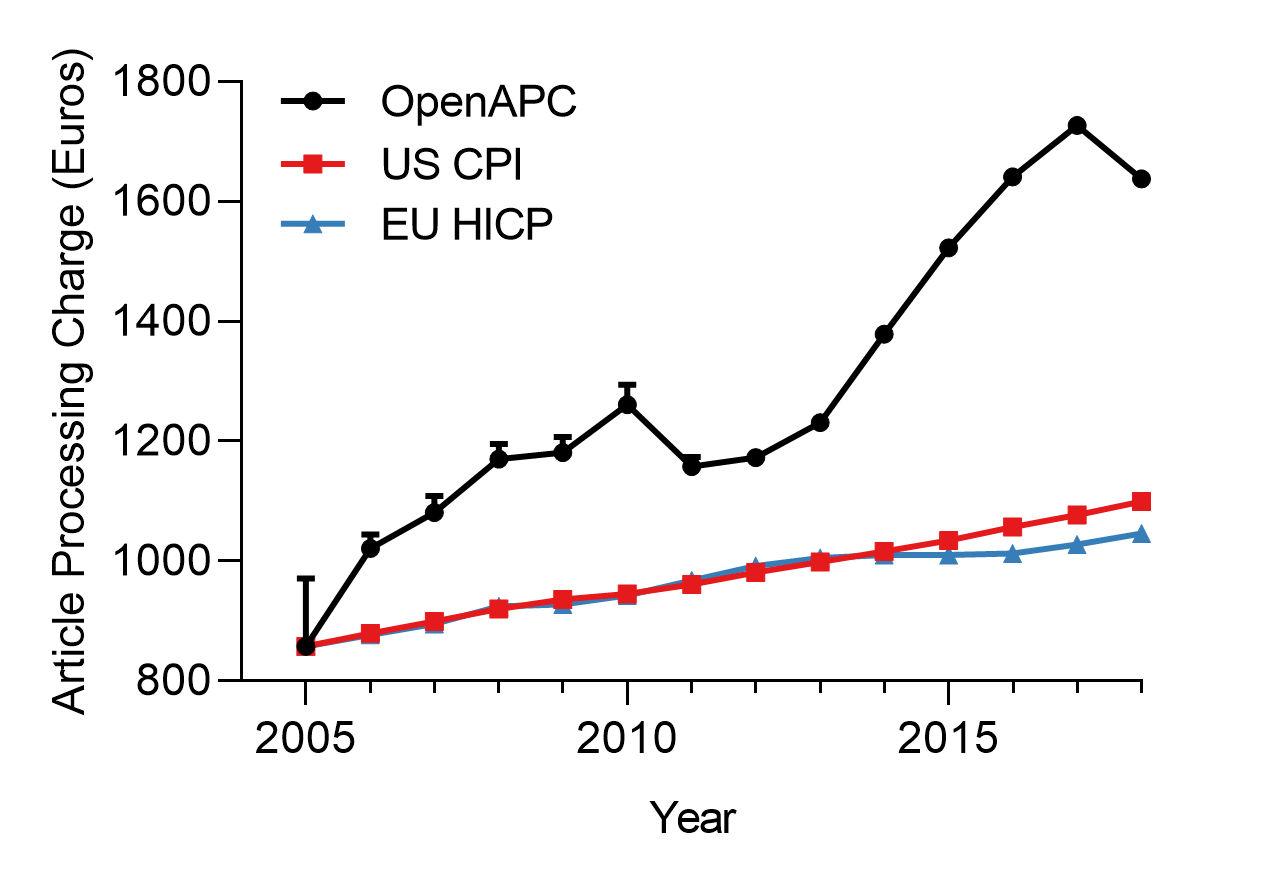 Article Processing Charge (Euros)
1800
1600
1400
1200
1000
800
OpenAPC
US CPI
EU HICP
2005 2010 2015
Year